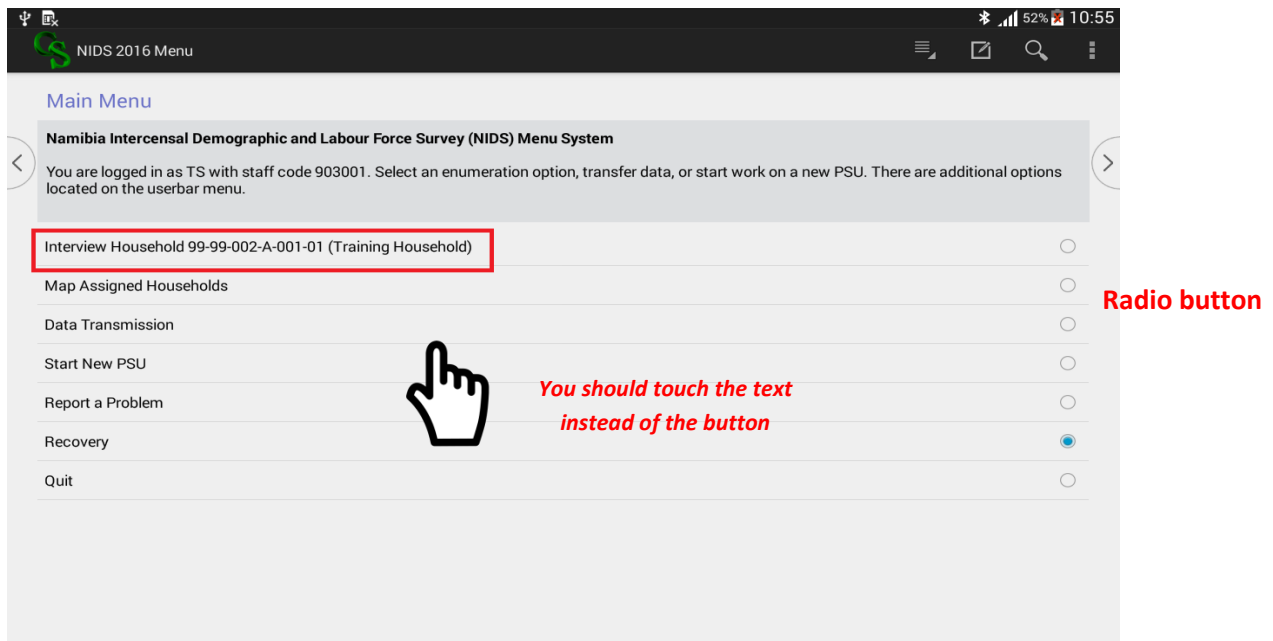 52% 10:55
CS NIDS 2016 Menu
Main Menu
Namibia Intercensal Demographic and Labour Force Survey (NIDS) Menu System
You are logged in as TS with staff code 903001. Select an enumeration option, transfer data, or start work on a new PSU. There are additional options
located on the userbar menu.
Interview Household 99-99-002-A-001-01 (Training Household)
Map Assigned Households
Radio button
Data Transmission
Start New PSU
You should touch the text
instead of the button
Report a Problem
Recovery
Quit